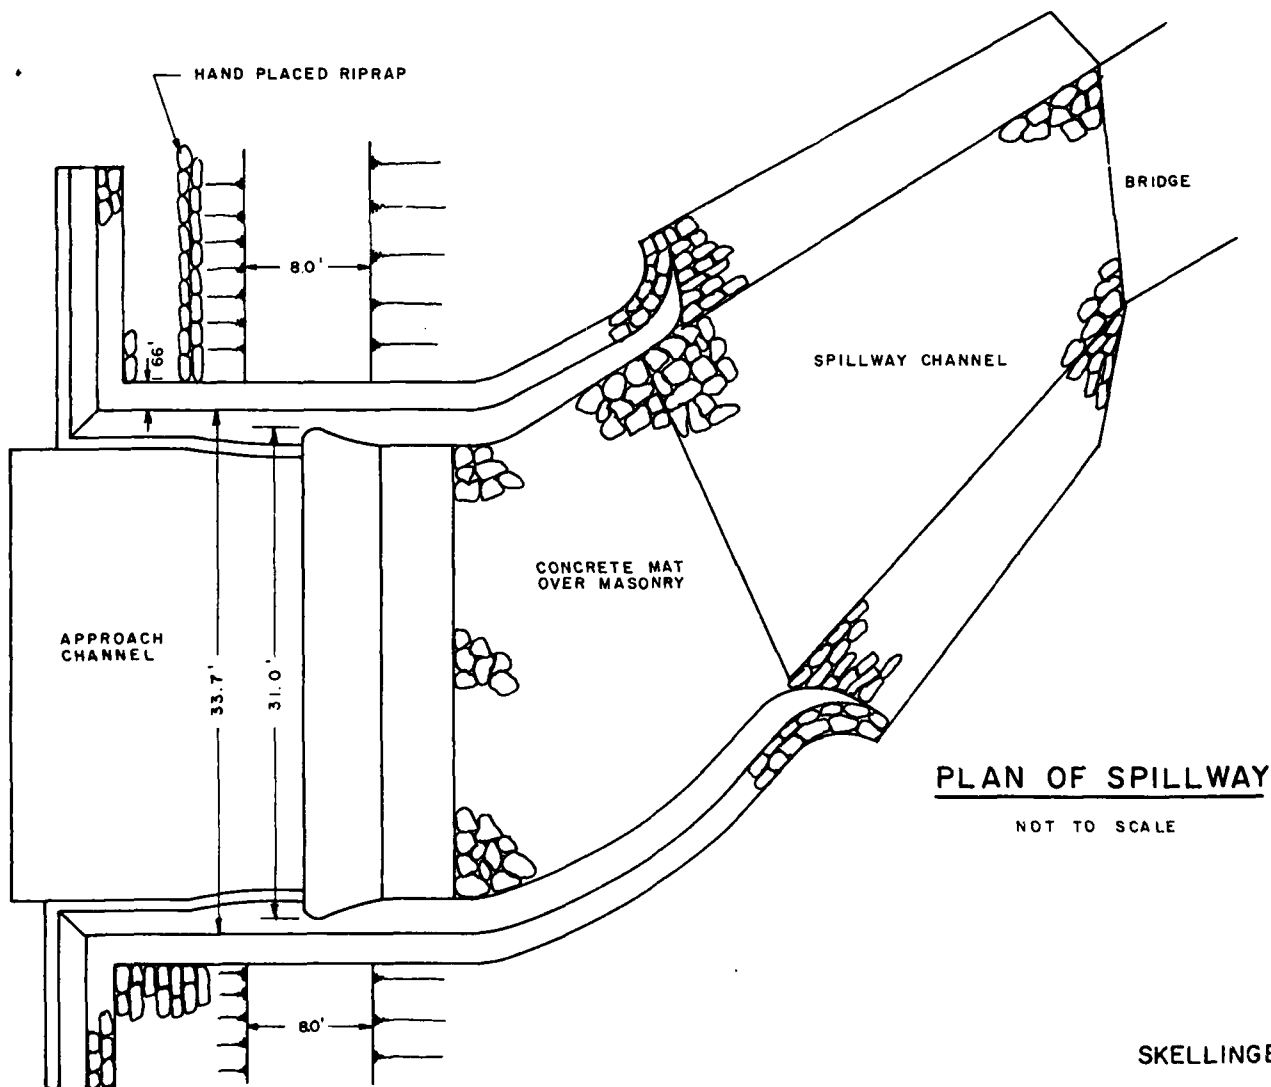 HAND PLACED RIPRAP
BRIDGE
8.0'
1.66'
SPILLWAY CHANNEL
CONCRETE MAT
OVER MASONRY
APPROACH
CHANNEL
33.7'
31.0'
PLAN OF SPILLWAY
NOT TO SCALE
8.0'